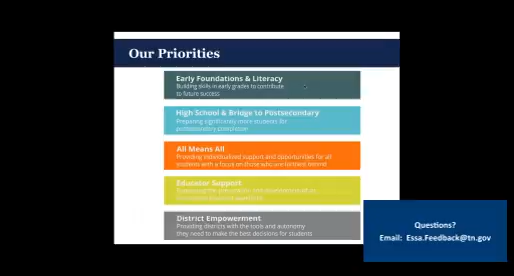 Our Priorities
Early Foundations & Literacy
Building skills in early grades to contribute
to future success
High School & Bridge to Postsecondary
Preparing significantly more students for
postsecondary completion
All Means All
Providing individualized support and opportunities for all
students with a focus on those who are furthest behind
Educator Support
District Empowerment
Providing districts with the tools and autonomy
they need to make the best decisions for students
Questions?
Email: Essa.Feedback@tn.gov